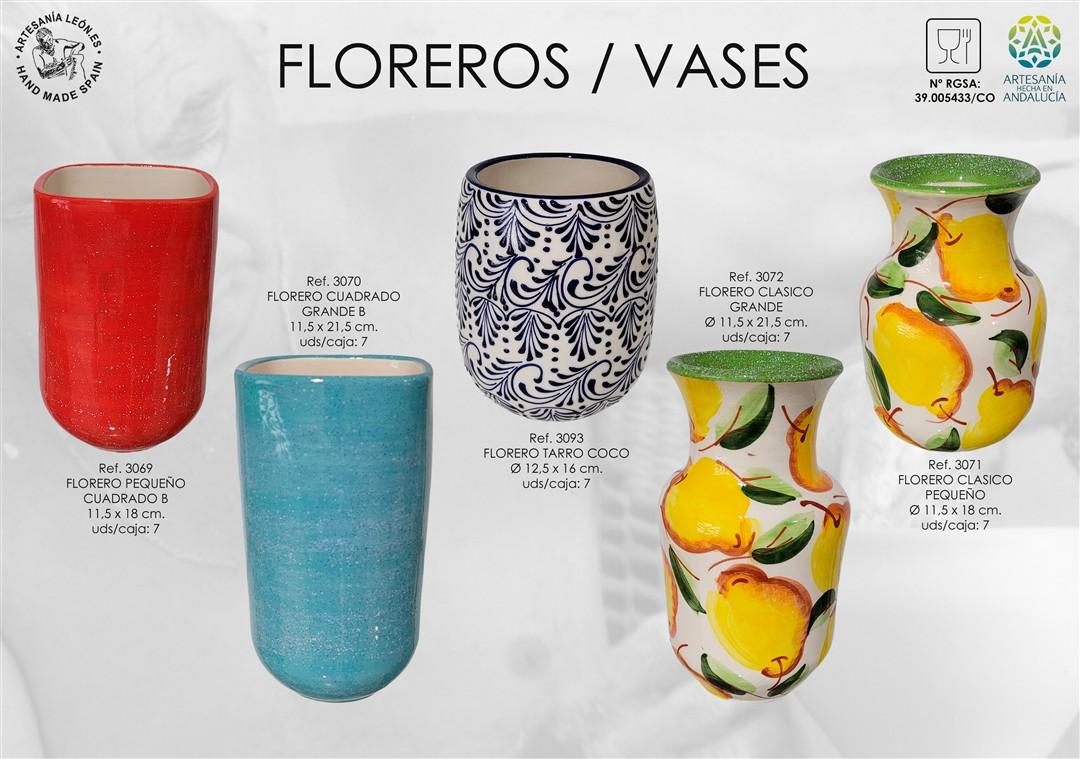 ARTESANÍA LEÓN.ES
HAND MADE SPAIN
FLOREROS / VASES
Nº RGSA:
39.005433/CO
ARTESANÍA
HECHA EN
ANDALUCÍA
Ref. 3069
FLORERO PEQUEÑO
CUADRADO B
11,5 x 18 cm.
uds/caja: 7
Ref. 3070
FLORERO CUADRADO
GRANDE B
11,5 x 21,5 cm.
uds/caja: 7
Ref. 3093
FLORERO TARRO COCO
Ø 12,5 x 16 cm.
uds/caja: 7
Ref. 3072
FLORERO CLASICO
GRANDE
Ø 11,5 x 21,5 cm.
uds/caja: 7
Ref. 3071
FLORERO CLASICO
PEQUEÑO
Ø 11,5 x 18 cm.
uds/caja: 7